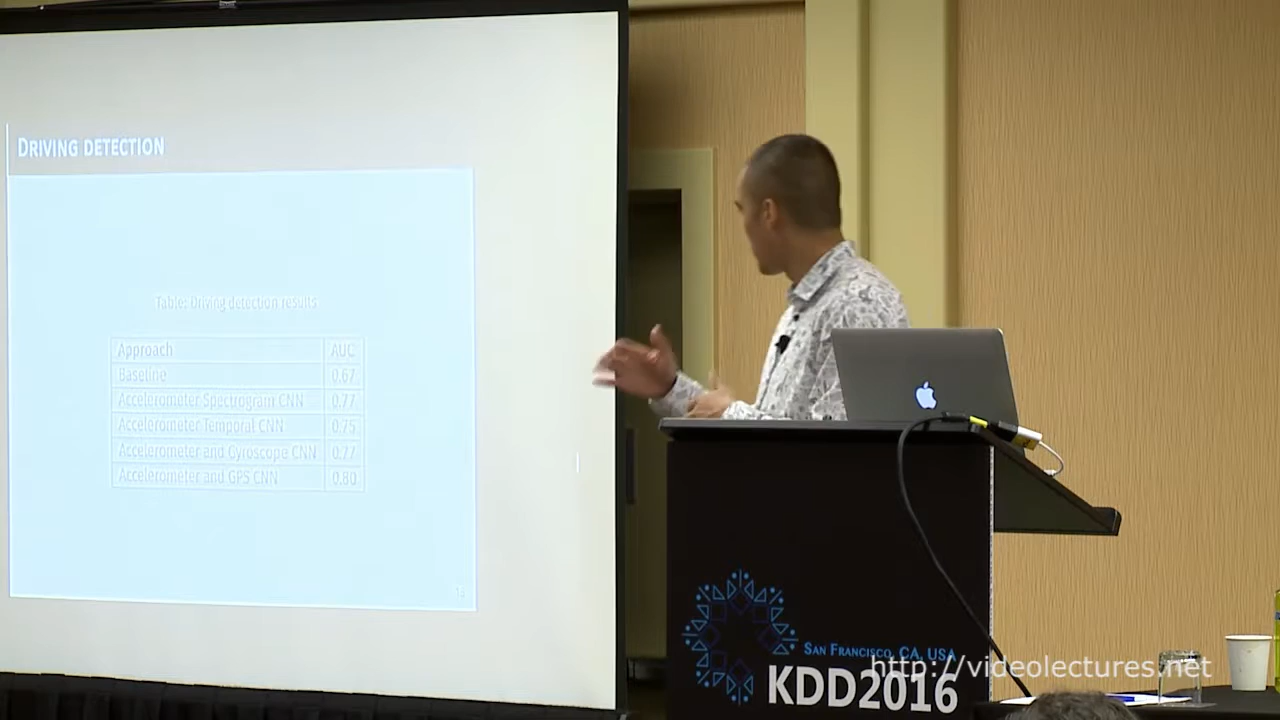 DRIVING DETECTION
Table: Driving detection results
Approach AUC
Baseline 0.67
Accelerometer Spectrogram CNN 0.77
Accelerometer Temporal CNN 0.75
Accelerometer and Gyroscope CNN 0.77
Accelerometer and GPS CNN 0.80
SAN FRANCISCO, CA, USA
http://videolectures.net
KDD2016